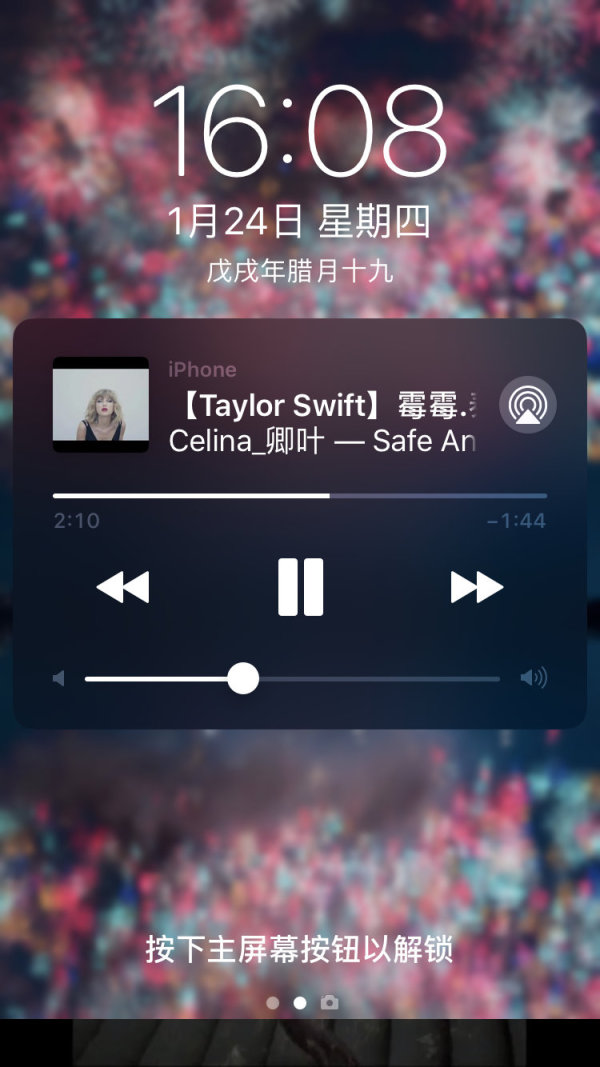 16:08
1月24日 星期四
戊戌年腊月十九
iPhone
【Taylor Swift】霉霉.
Celina_卿叶 — Safe An
2:10
−1:44
按下主屏幕按钮以解锁